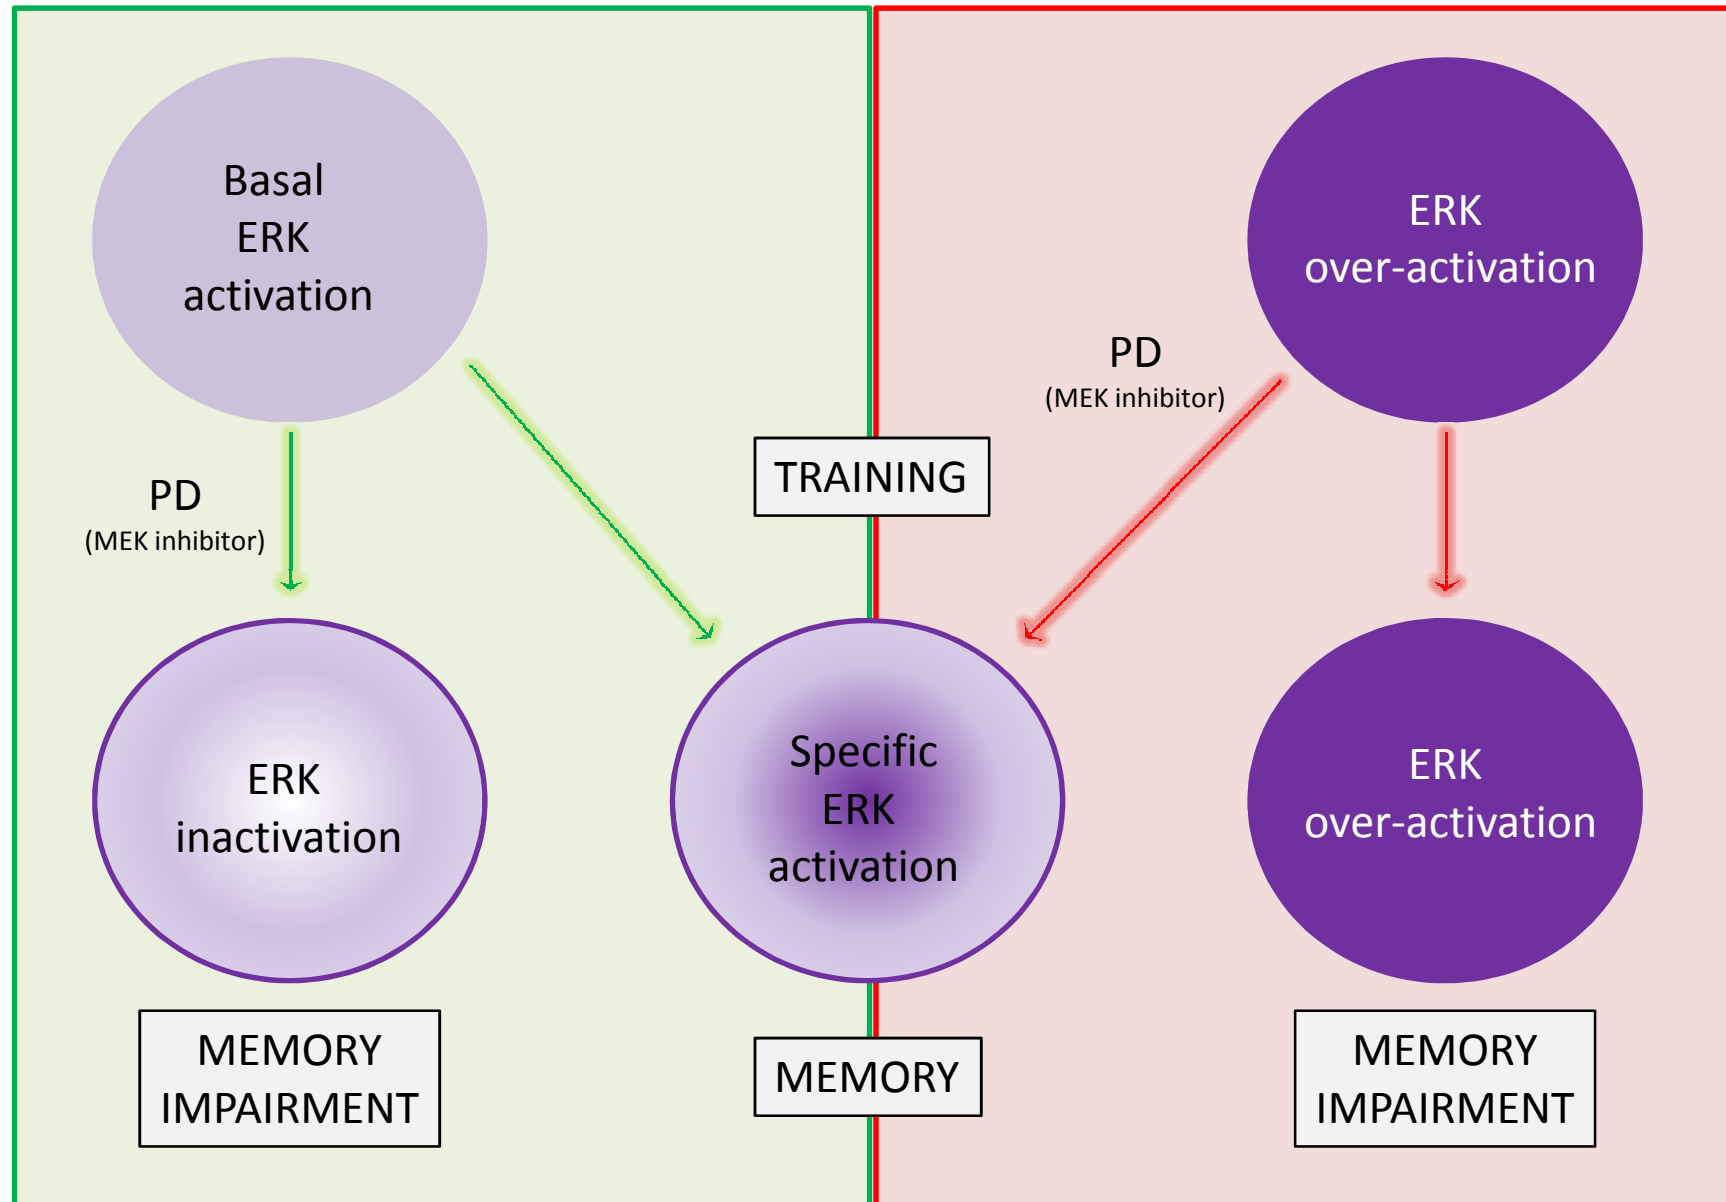 Basal
ERK
activation
ERK
over-activation
PD
(MEK inhibitor)
TRAINING
PD
(MEK inhibitor)
ERK
inactivation
Specific
ERK
activation
ERK
over-activation
MEMORY
IMPAIRMENT
MEMORY
MEMORY
IMPAIRMENT